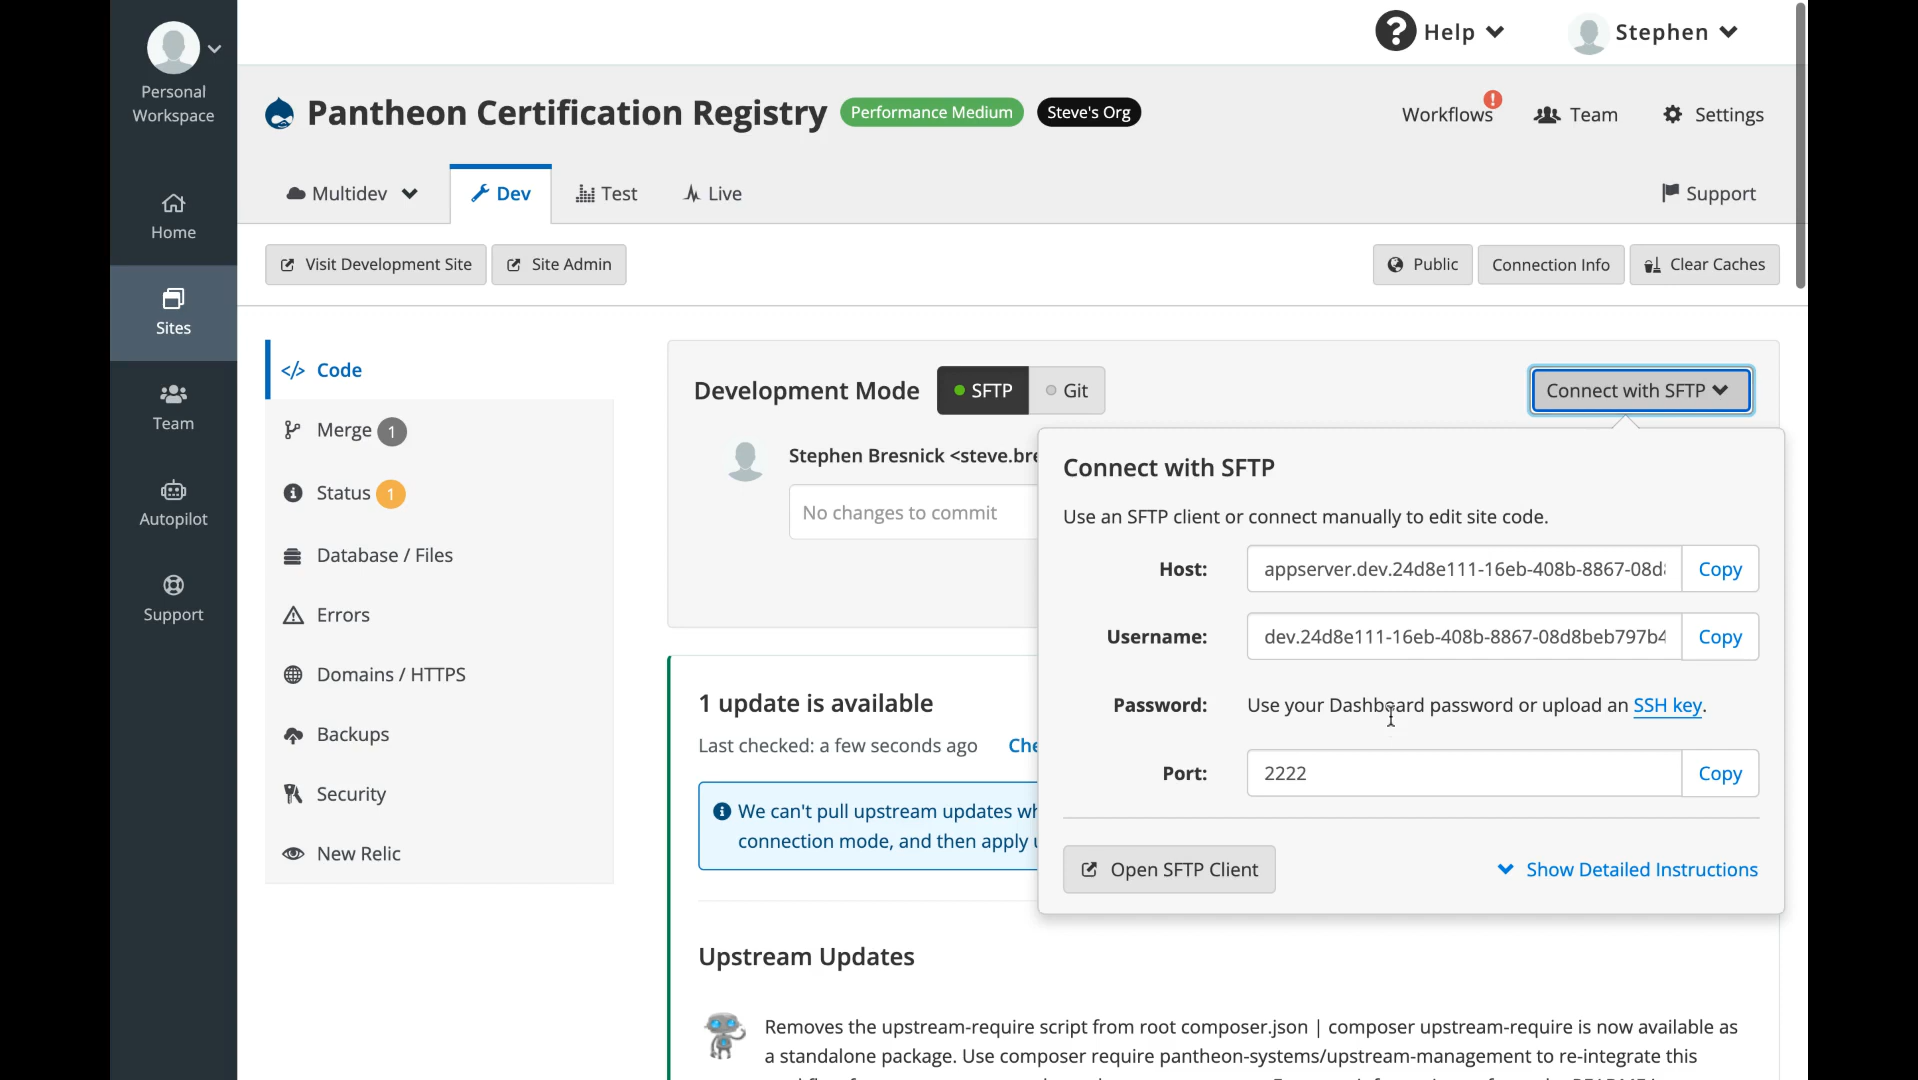 Help
Stephen
Personal
Workspace
Pantheon Certification Registry
Performance Medium
Steve's Org
Workflows
!
Team
Settings
Multidev
Dev
Test
Live
Support
Home
Visit Development Site
Site Admin
Public
Connection Info
Clear Caches
Sites
Team
Autopilot
Support
Code
Merge 1
Status 1
Database / Files
Errors
Domains / HTTPS
Backups
Security
New Relic
Development Mode
SFTP
Git
Connect with SFTP
Stephen Bresnick <steve.bre
No changes to commit
Connect with SFTP
Use an SFTP client or connect manually to edit site code.
Host: appserver.dev.24d8e111-16eb-408b-8867-08d Copy
Username: dev.24d8e111-16eb-408b-8867-08d8beb797b4 Copy
Password: Use your Dashboard password or upload an SSH key.
Port: 2222 Copy
Open SFTP Client
Show Detailed Instructions
1 update is available
Last checked: a few seconds ago Che
We can't pull upstream updates wh
connection mode, and then apply
Upstream Updates
Removes the upstream-require script from root composer.json | composer upstream-require is now available as
a standalone package. Use composer require pantheon-systems/upstream-management to re-integrate this